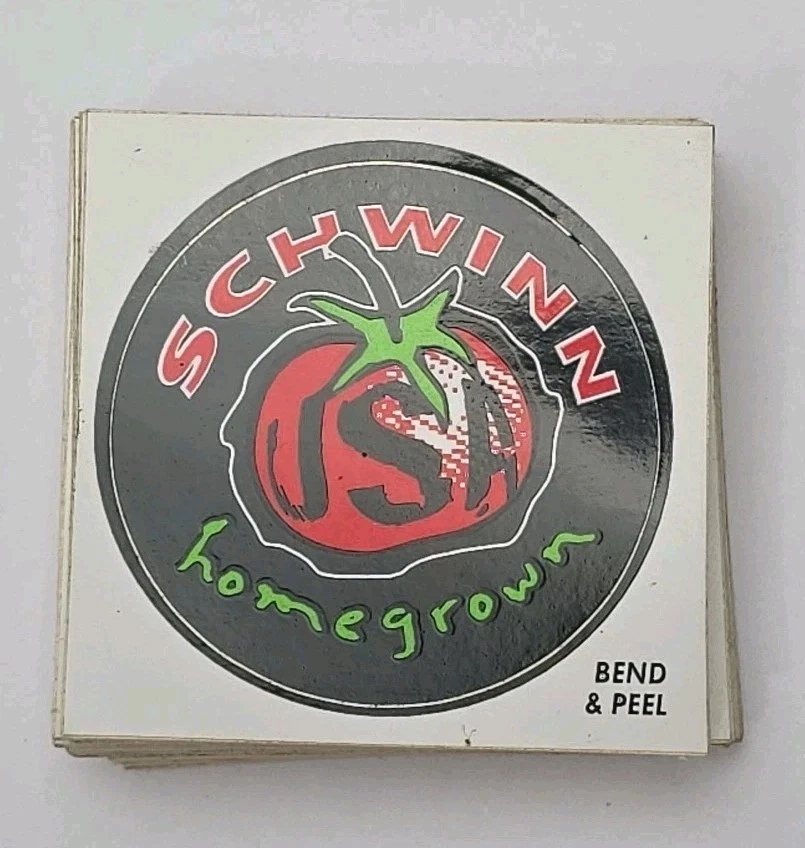 SCHWINN
USA
homegrown
BEND
& PEEL